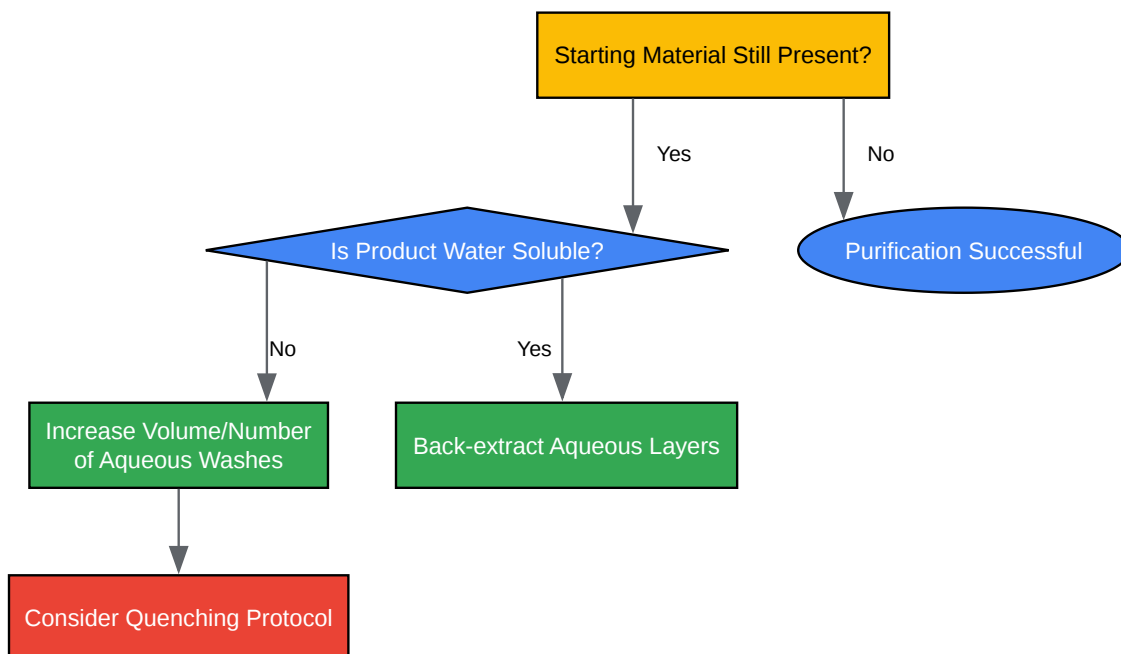 Starting Material Still Present?
Yes
No
Is Product Water Soluble?
Purification Successful
No
Yes
Increase Volume/Number
of Aqueous Washes
Back-extract Aqueous Layers
Consider Quenching Protocol